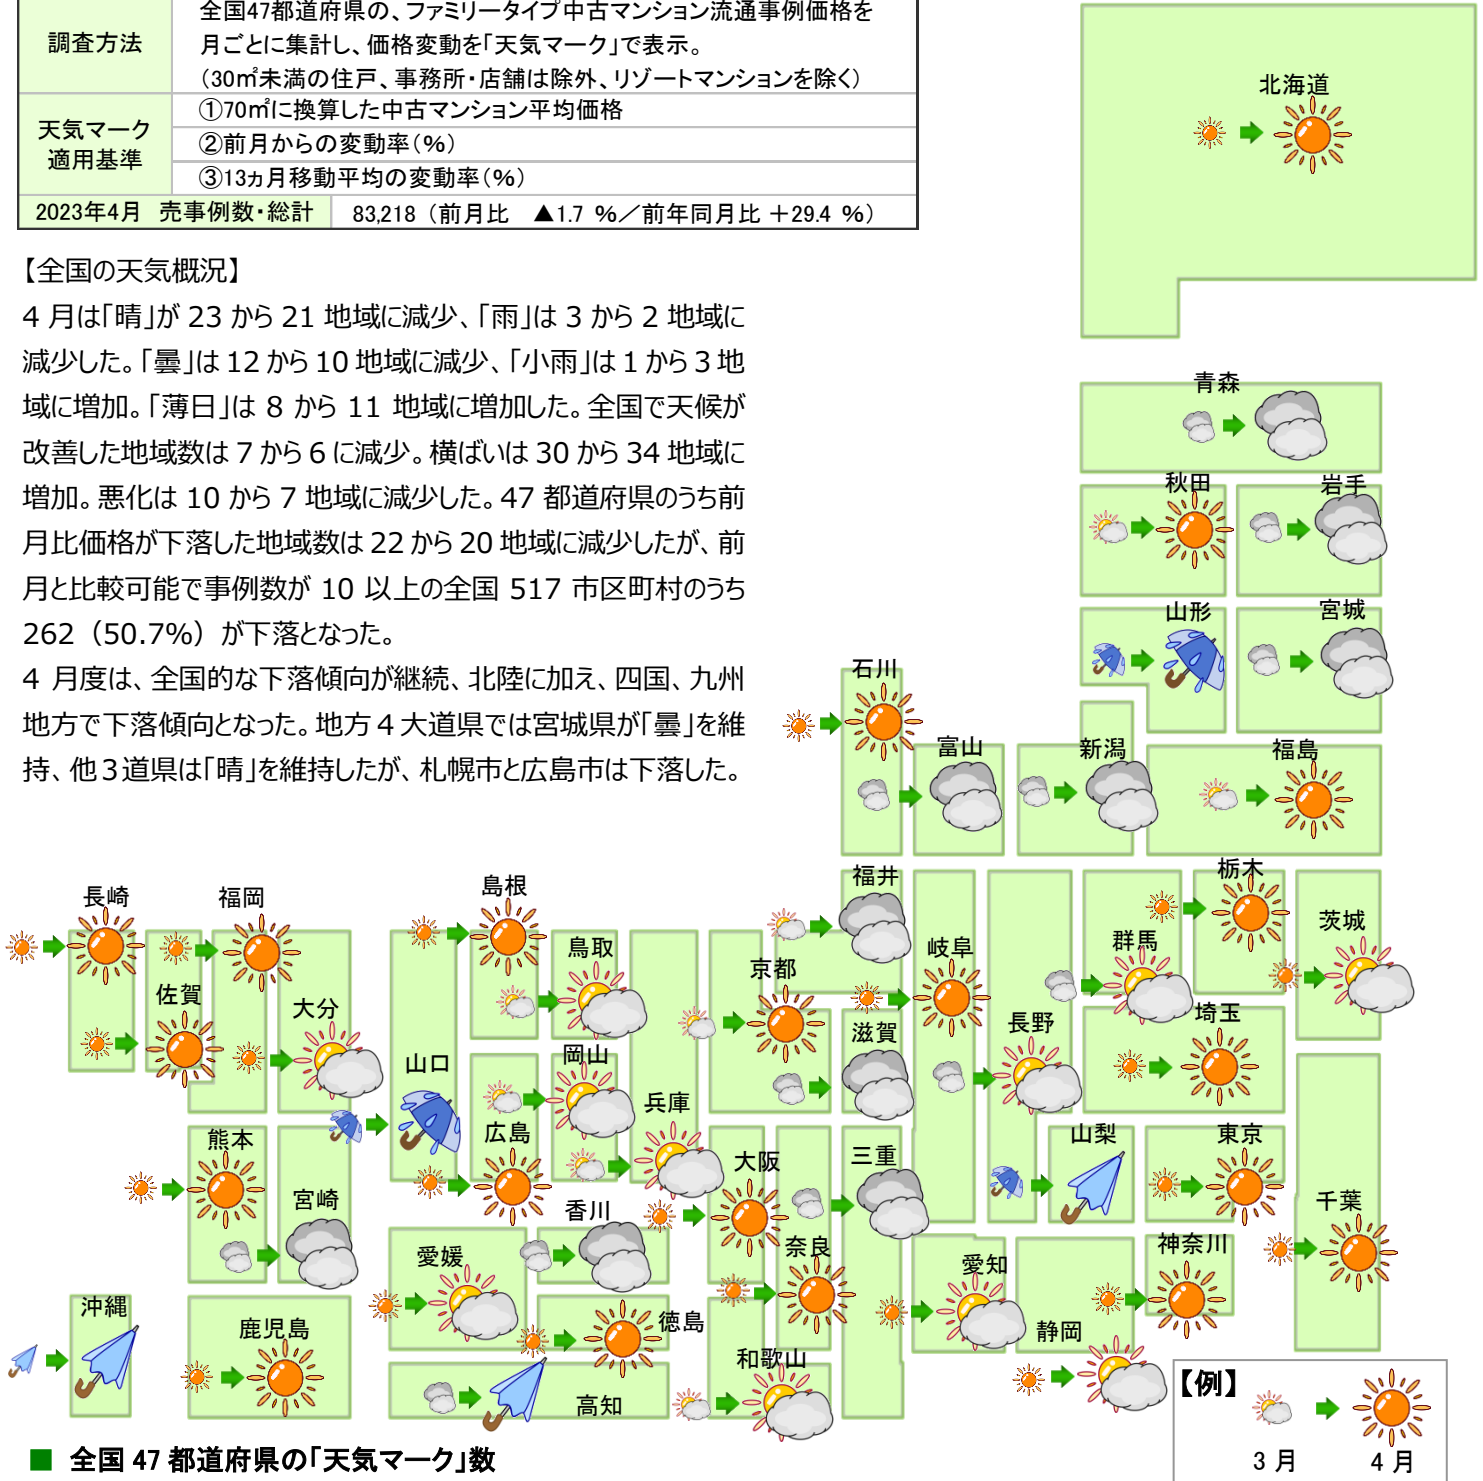 全国47都道府県の、ファミリータイプ中古マンション流通事例価格を
調査方法
月ごとに集計し、価格変動を「天気マーク」で表示。
（30㎡未満の住戸、事務所・店舗は除外、リゾートマンションを除く）
天気マーク
適用基準
①70㎡に換算した中古マンション平均価格
②前月からの変動率（％）
③13ヵ月移動平均の変動率（％）
2023年4月　売事例数・総計　83,218（前月比　▲1.7 ％／前年同月比 ＋29.4 ％）
【全国の天気概況】
4 月は「晴」が 23 から 21 地域に減少、「雨」は 3 から 2 地域に
減少した。「曇」は 12 から 10 地域に減少、「小雨」は 1 から 3 地
域に増加。「薄日」は 8 から 11 地域に増加した。全国で天候が
改善した地域数は 7 から 6 に減少。横ばいは 30 から 34 地域に
増加。悪化は 10 から 7 地域に減少した。47 都道府県のうち前
月比価格が下落した地域数は 22 から 20 地域に減少したが、前
月と比較可能で事例数が 10 以上の全国 517 市区町村のうち
262（50.7%）が下落となった。
4 月度は、全国的な下落傾向が継続、北陸に加え、四国、九州
地方で下落傾向となった。地方４大道県では宮城県が「曇」を維
持、他３道県は「晴」を維持したが、札幌市と広島市は下落した。
北海道
青森
秋田
岩手
山形
宮城
石川
富山
新潟
福島
長崎
福岡
島根
福井
栃木
茨城
群馬
鳥取
京都
岐阜
佐賀
大分
滋賀
長野
埼玉
山口
岡山
兵庫
熊本
広島
大阪
三重
山梨
東京
宮崎
香川
千葉
愛媛
奈良
愛知
神奈川
沖縄
鹿児島
徳島
静岡
和歌山
高知
【例】
3 月
4 月
■ 全国 47 都道府県の「天気マーク」数